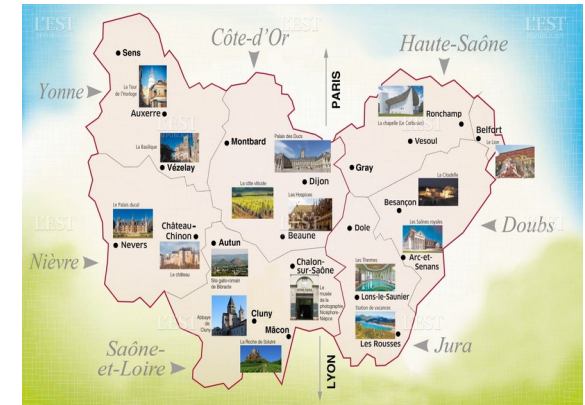 L'EST
L'EST
Côte-d'Or
Haute-Saône
Sens
Yonne
La Tour
de l'Horloge
PARIS
Auxerre
La chapelle (Le Corbusier)
Ronchamp
Belfort
Le Lion
Montbard
Palais des Ducs
Vesoul
La Basilique
Vézelay
Gray
Dijon
La Citadelle
La côte viticole
Les Hospices
Besançon
Le Palais ducal
Les Salines royales
Doubs
Château-
Chinon
Dole
Nevers
Autun
Beaune
Arc-et-
Senans
Nièvre
Le château
Site gallo-romain
de Bibracte
Chalon-
sur-Saône
Les Thermes
Le
musée
de la
photographie
Nicéphore-
Niépce
Lons-le-Saunier
Abbaye
de
Cluny
Cluny
Station de vacances
L'EST
L'EST
Mâcon
Les Rousses
Saône-
et-Loire
La Roche de Solutré
Jura
LYON